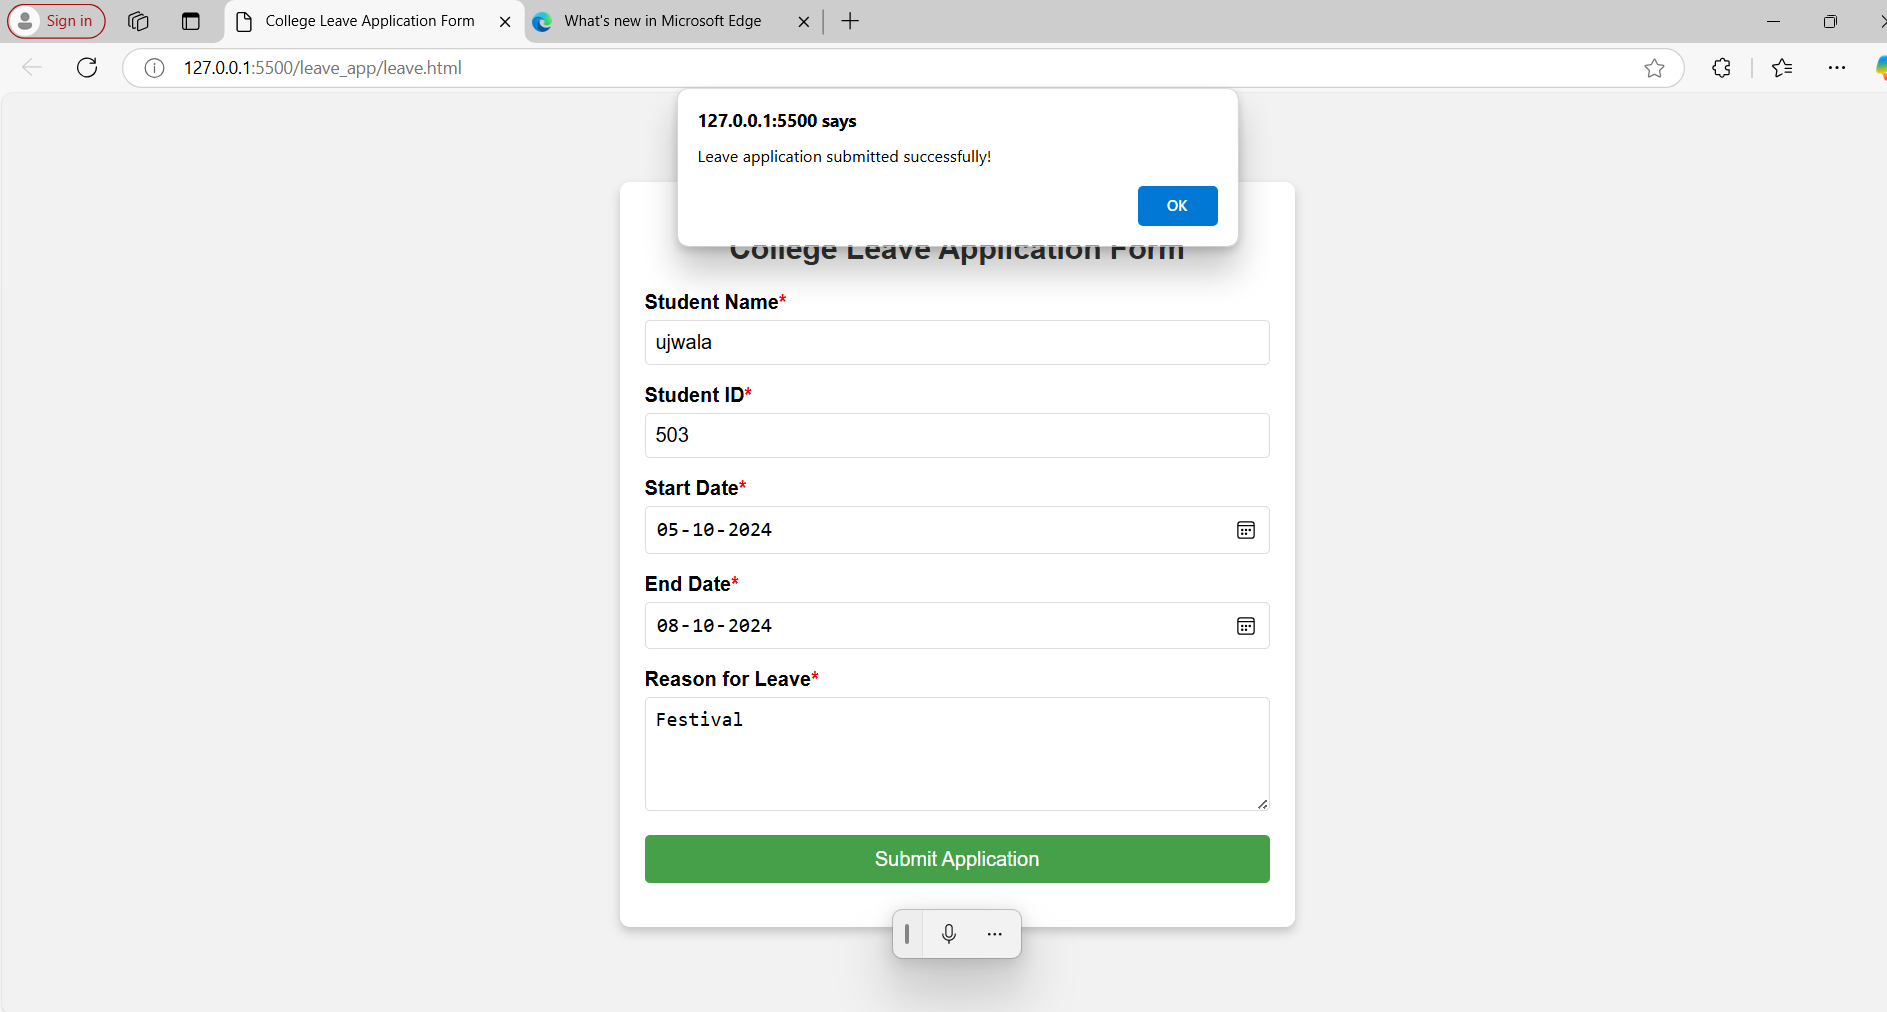 Sign in
College Leave Application Form
What's new in Microsoft Edge
127.0.0.1:5500/leave_app/leave.html
127.0.0.1:5500 says
Leave application submitted successfully!
OK
College Leave Application Form
Student Name*
ujwala
Student ID*
503
Start Date*
05-10-2024
End Date*
08-10-2024
Reason for Leave*
Festival
Submit Application